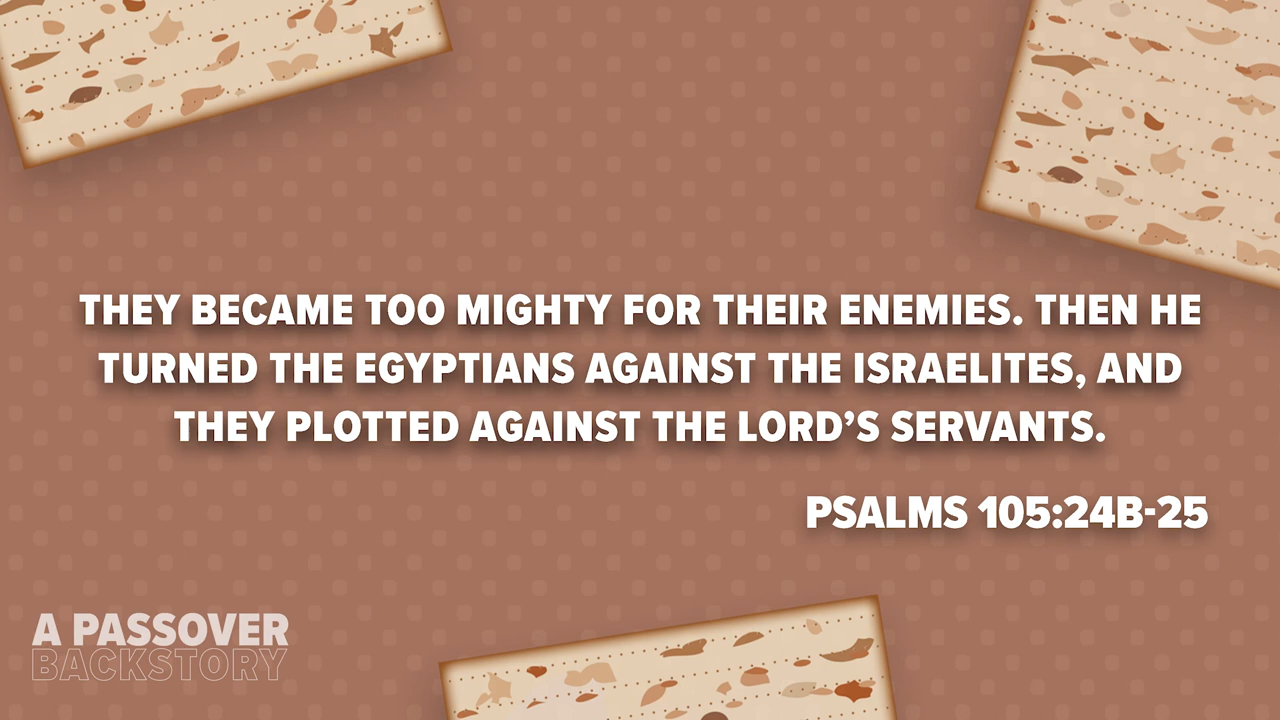 THEY BECAME TOO MIGHTY FOR THEIR ENEMIES. THEN HE
TURNED THE EGYPTIANS AGAINST THE ISRAELITES, AND
THEY PLOTTED AGAINST THE LORD’S SERVANTS.
PSALMS 105:24B-25
A PASSOVER
BACKSTORY